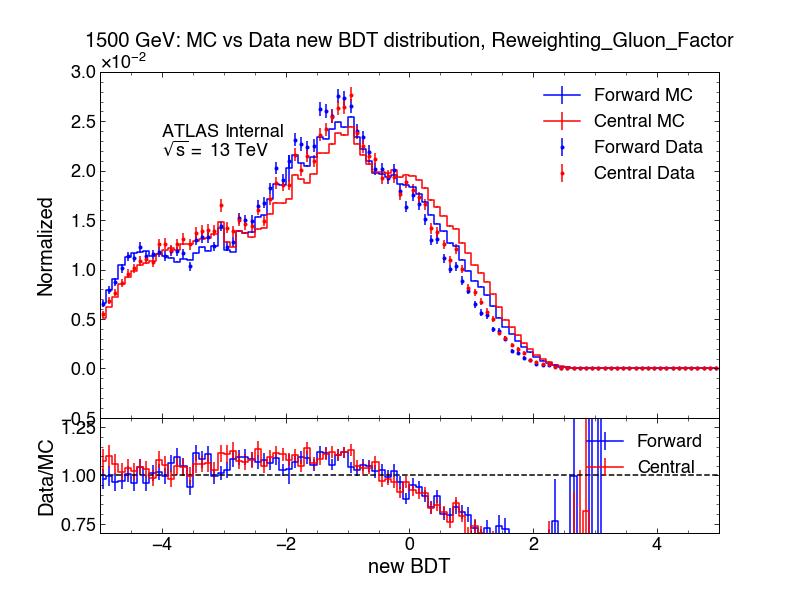 1500 GeV: MC vs Data new BDT distribution, Reweighting_Gluon_Factor
×10⁻²
3.0
2.5
2.0
1.5
1.0
0.5
0.0
−0.5
Normalized
ATLAS Internal
√s = 13 TeV
Forward MC
Central MC
Forward Data
Central Data
1.25
1.00
0.75
Data/MC
Forward
Central
−4 −2 0 2 4
new BDT